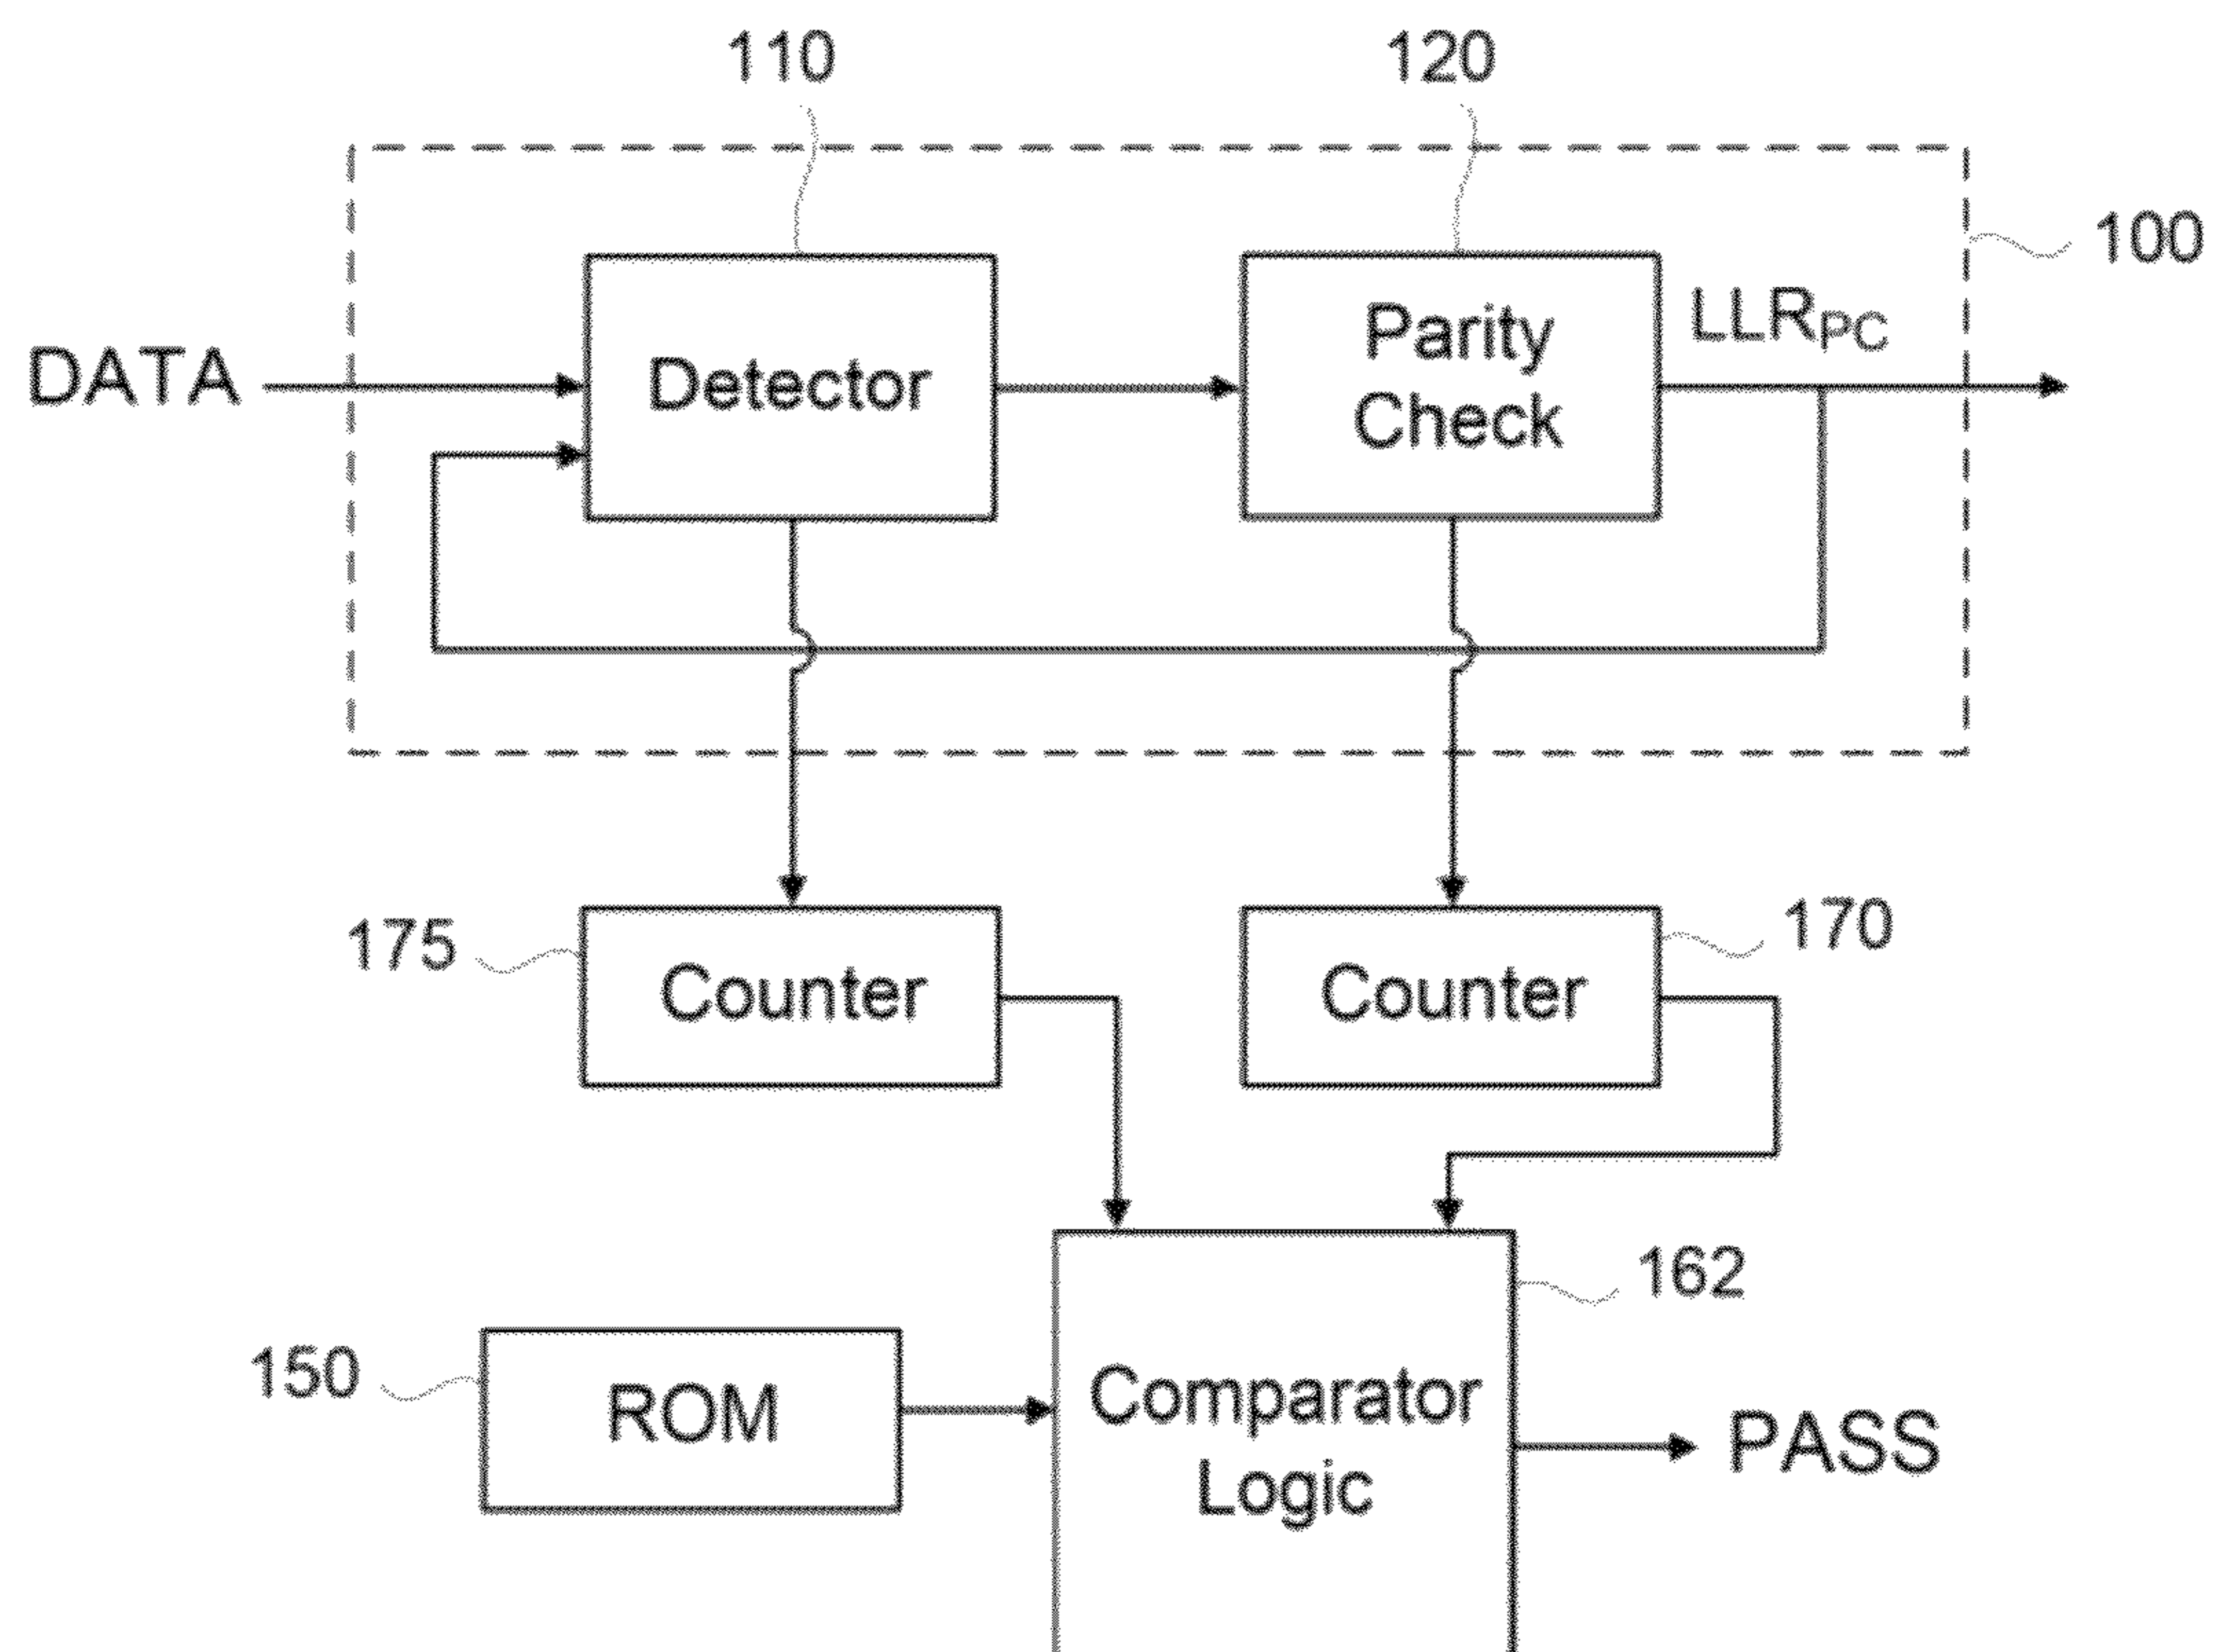 110
120
100
DATA
Detector
Parity
Check
LLRPC
175
Counter
Counter
170
162
150
ROM
Comparator
Logic
PASS